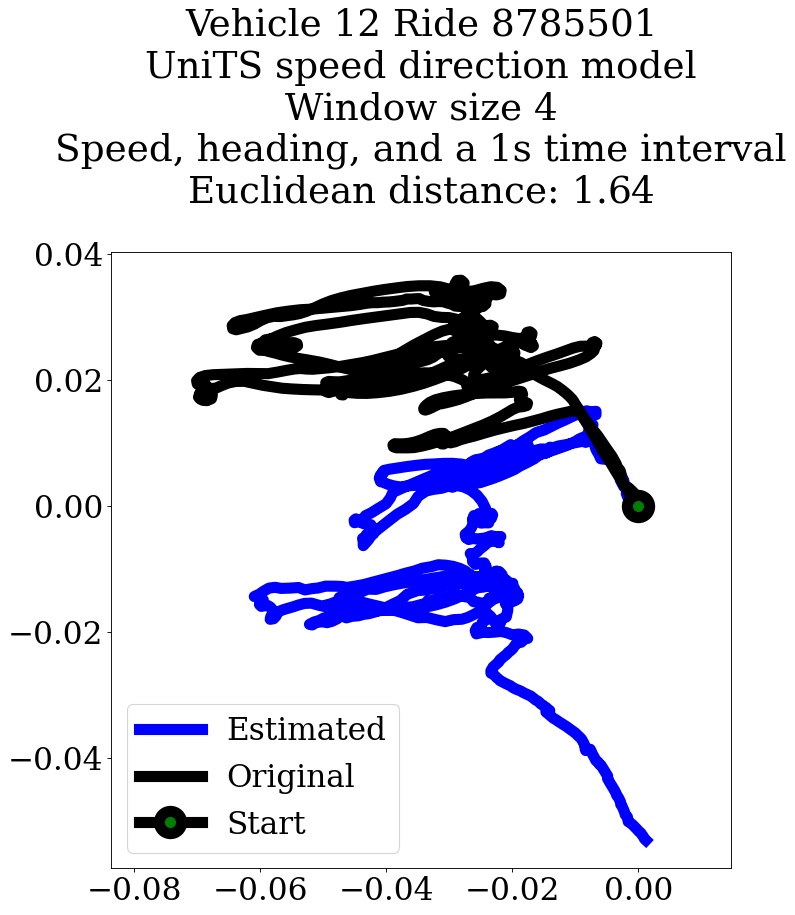 Vehicle 12 Ride 8785501
UniTS speed direction model
Window size 4
Speed, heading, and a 1s time interval
Euclidean distance: 1.64
0.04
0.02
0.00
−0.02
−0.04
Estimated
Original
Start
−0.08
−0.06
−0.04
−0.02
0.00